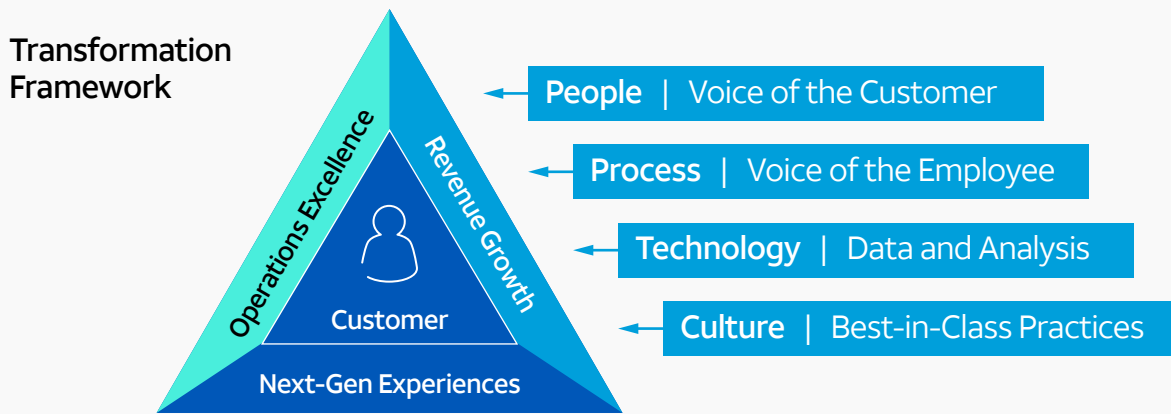 Transformation
Framework
Operations Excellence
Revenue Growth
Customer
Next-Gen Experiences
People | Voice of the Customer
Process | Voice of the Employee
Technology | Data and Analysis
Culture | Best-in-Class Practices